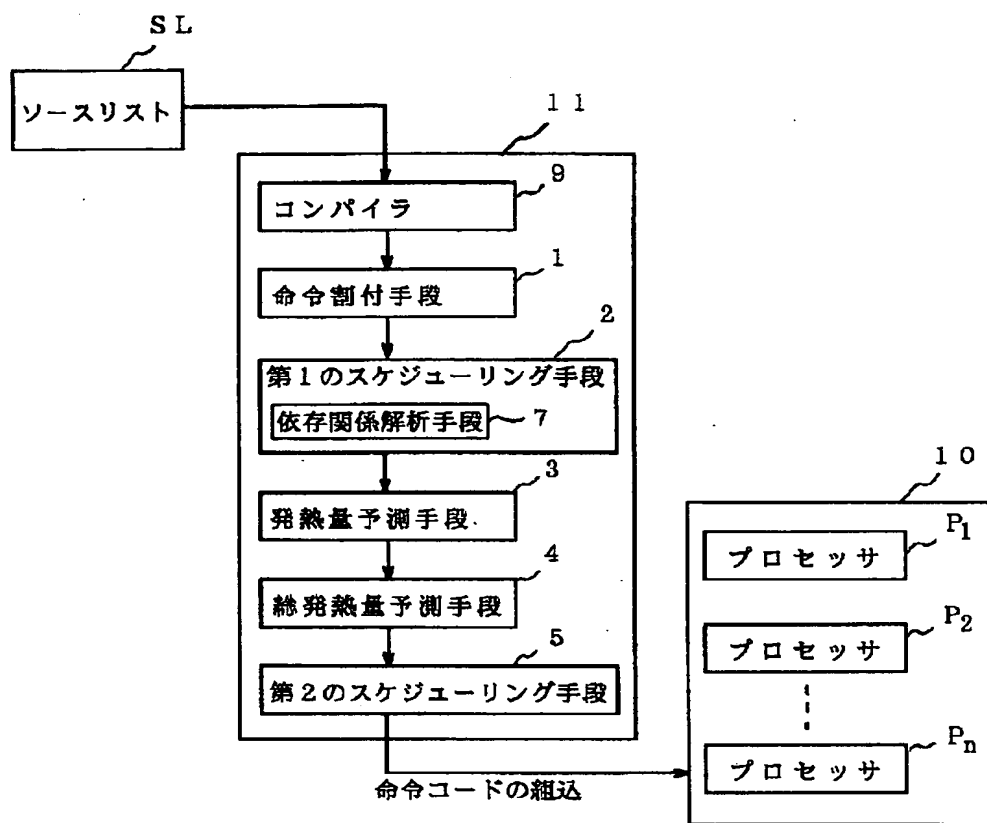 SL
ソースリスト
11
9
コンパイラ
1
命令割付手段
2
第1のスケジューリング手段
依存関係解析手段
7
3
発熱量予測手段
4
総発熱量予測手段
5
第2のスケジューリング手段
命令コードの組込
10
P1
プロセッサ
P2
プロセッサ
Pn
プロセッサ